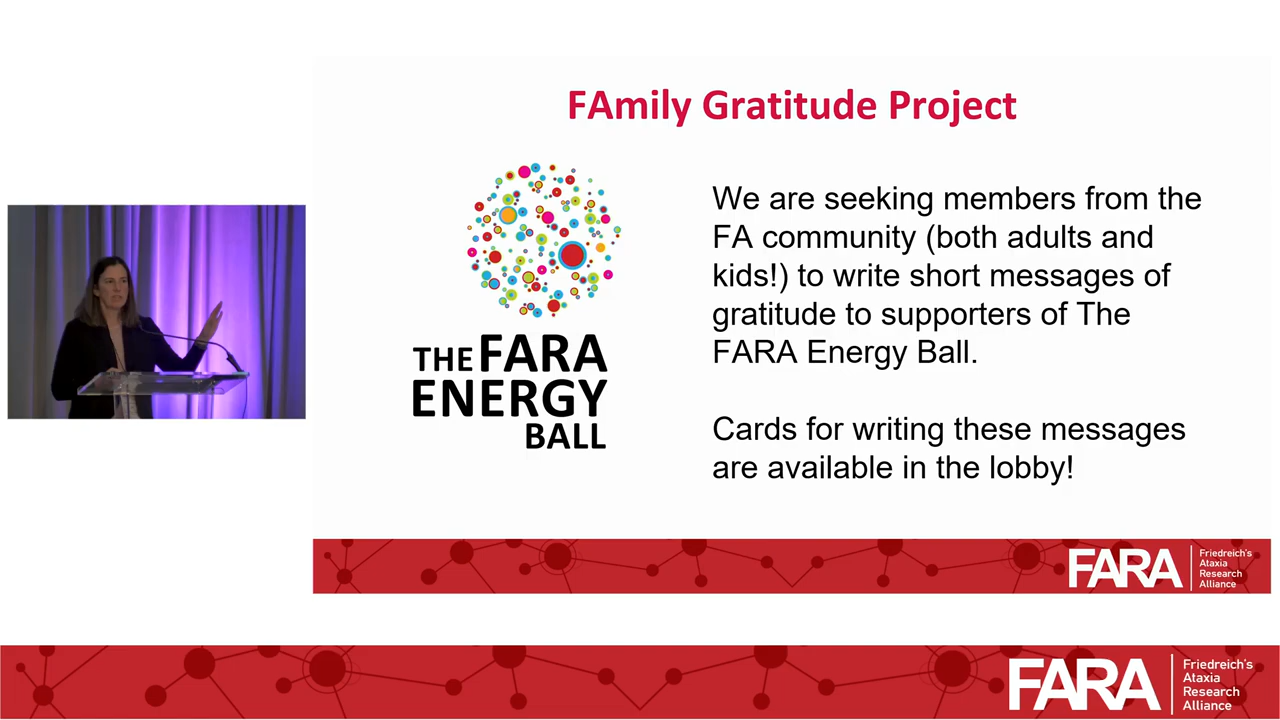 FAmily Gratitude Project
THE FARA
ENERGY
BALL
We are seeking members from the
FA community (both adults and
kids!) to write short messages of
gratitude to supporters of The
FARA Energy Ball.
Cards for writing these messages
are available in the lobby!
FARA
Friedreich's
Ataxia
Research
Alliance
FARA
Friedreich's
Ataxia
Research
Alliance